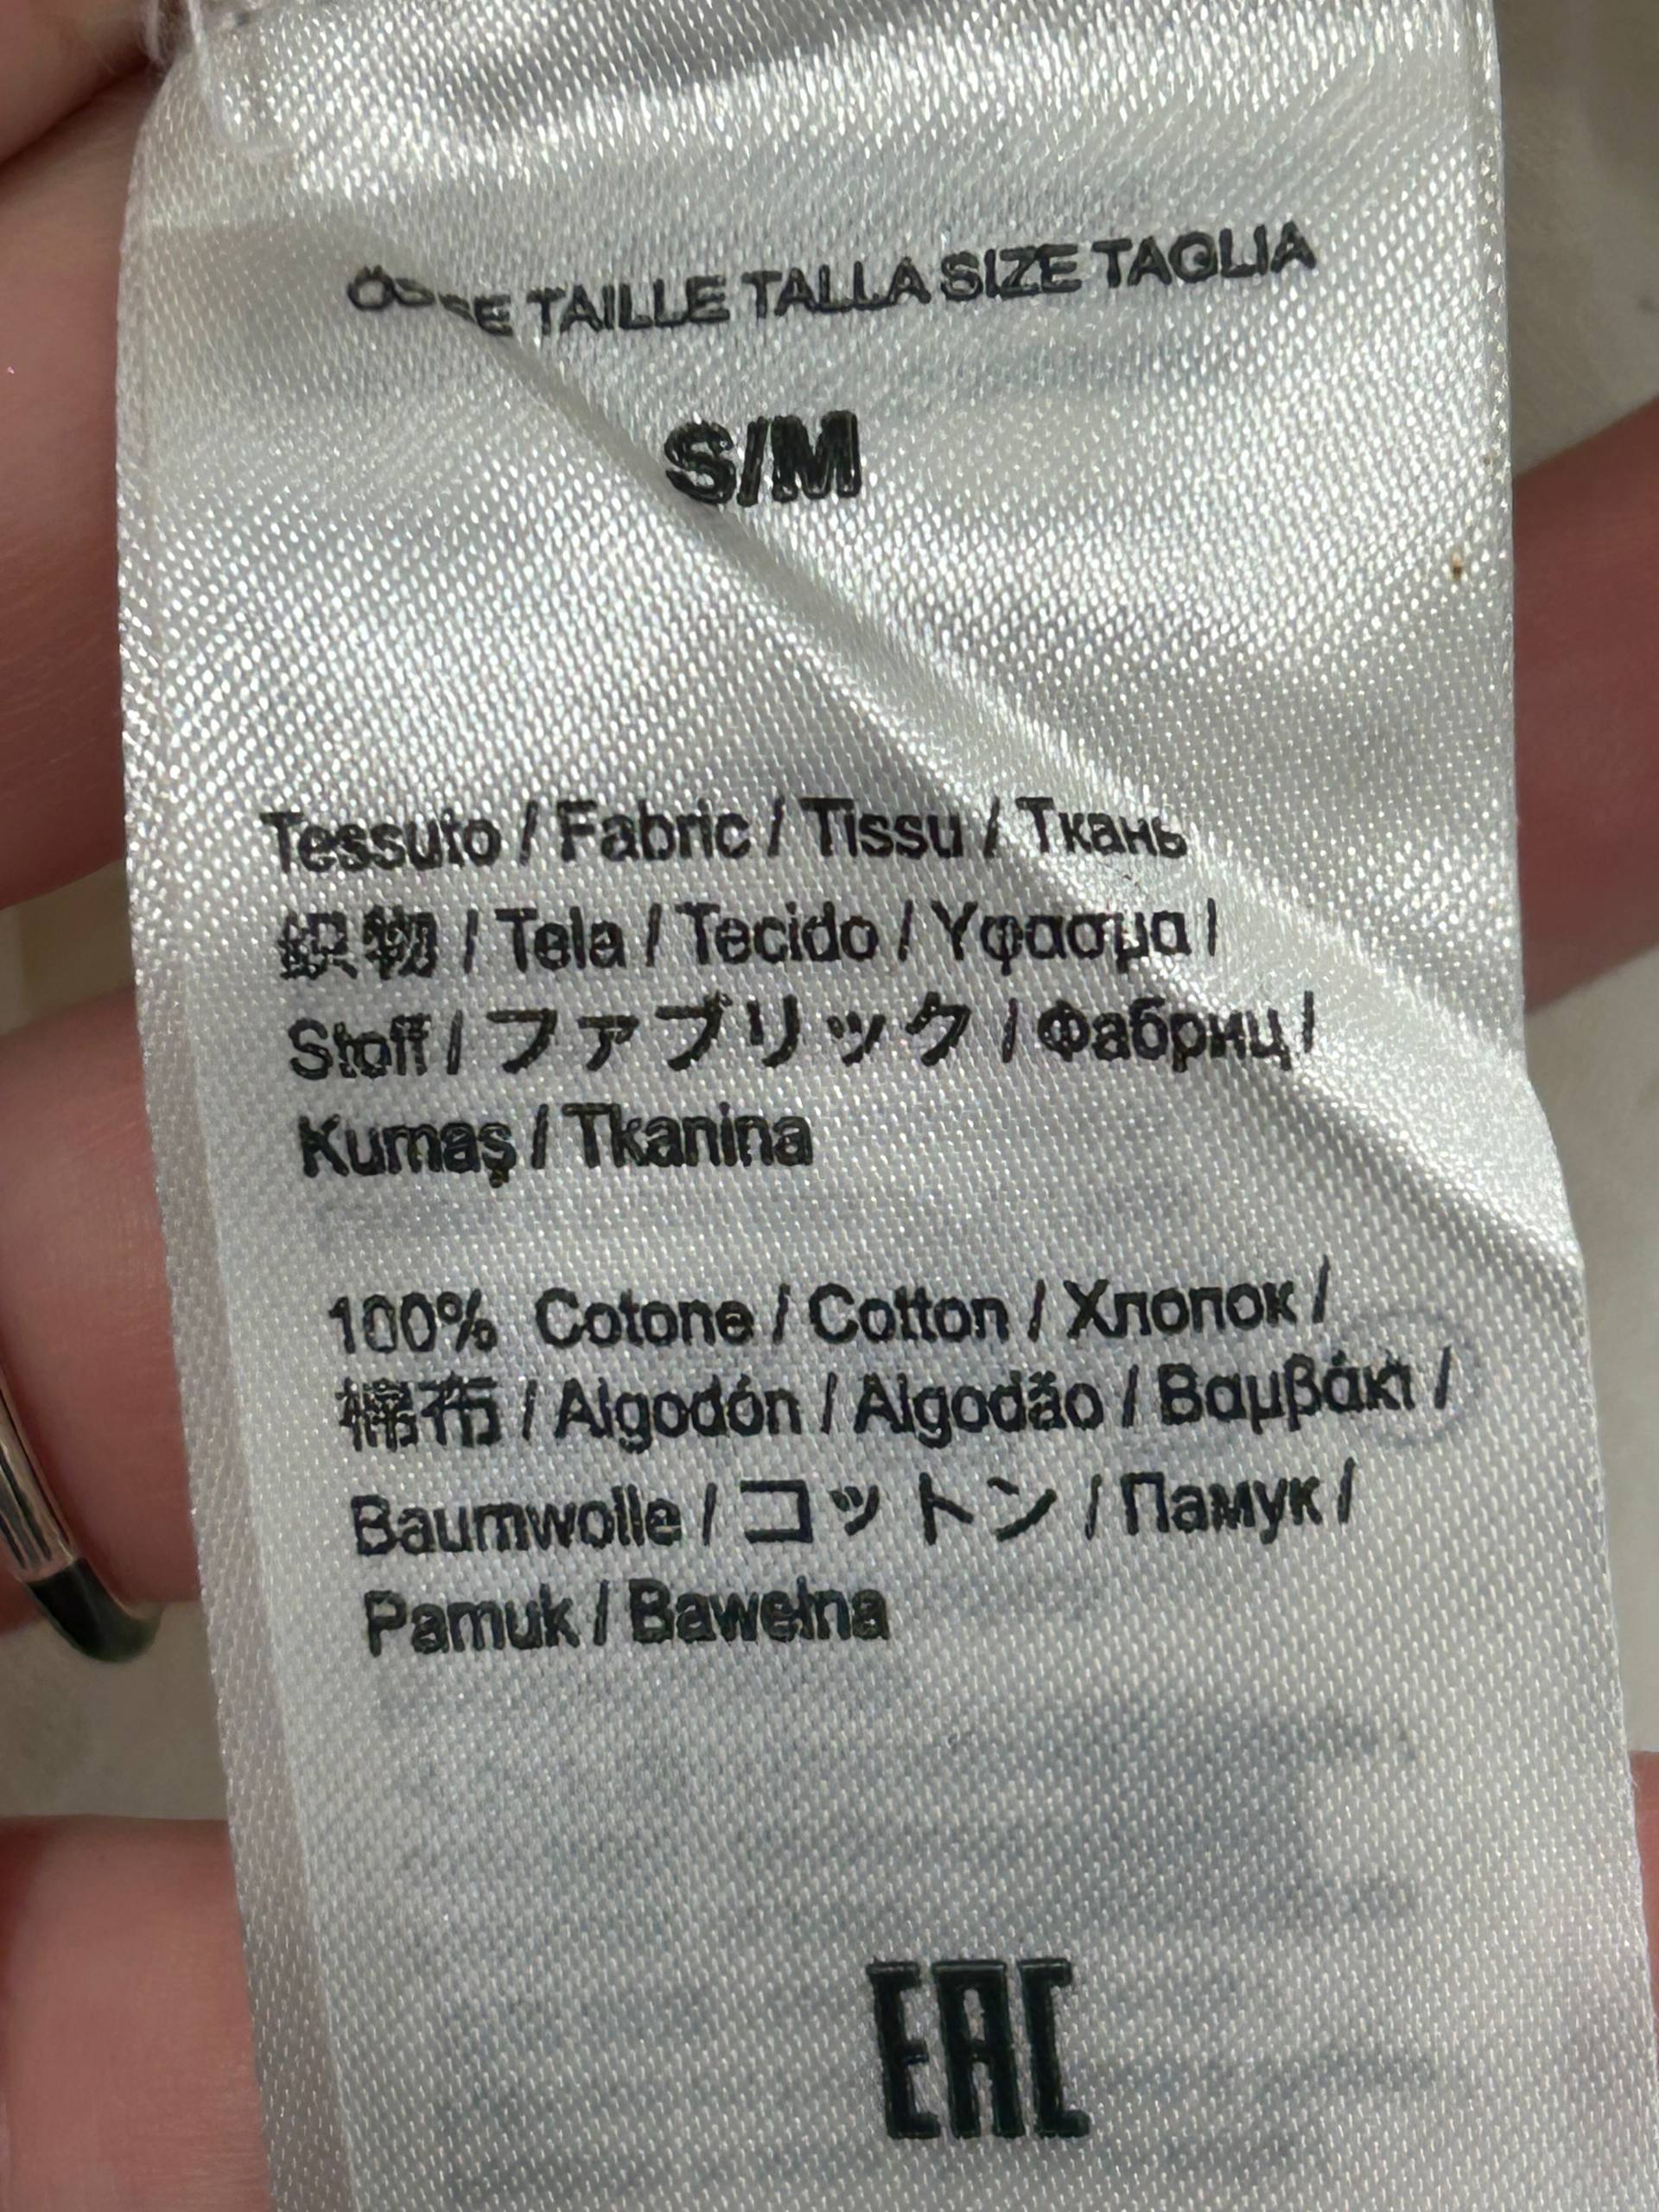 TAILLE TALLA SIZE TAGLIA
S/M
Tessuto / Fabric / Tissu / Ткань
織物 / Tela / Tecido / Υφασμα /
Stoff / ファブリック / Фабриц /
Kumaş / Tkanina
100% Cotone / Cotton / Хлопок /
棉布 / Algodón / Algodão / Βαμβάκι /
Baumwolle / コットン / Памук /
Pamuk / Bawełna
EAC